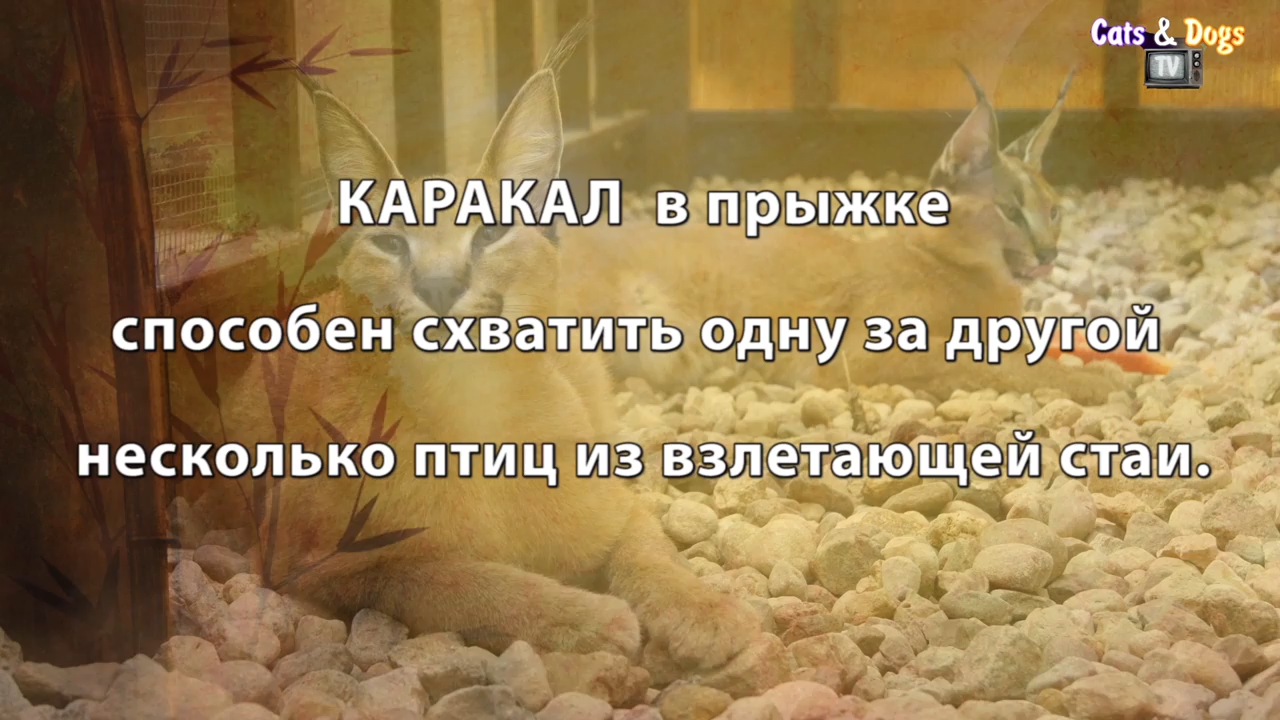 Cats & Dogs
TV
КАРАКАЛ в прыжке
способен схватить одну за другой
несколько птиц из взлетающей стаи.